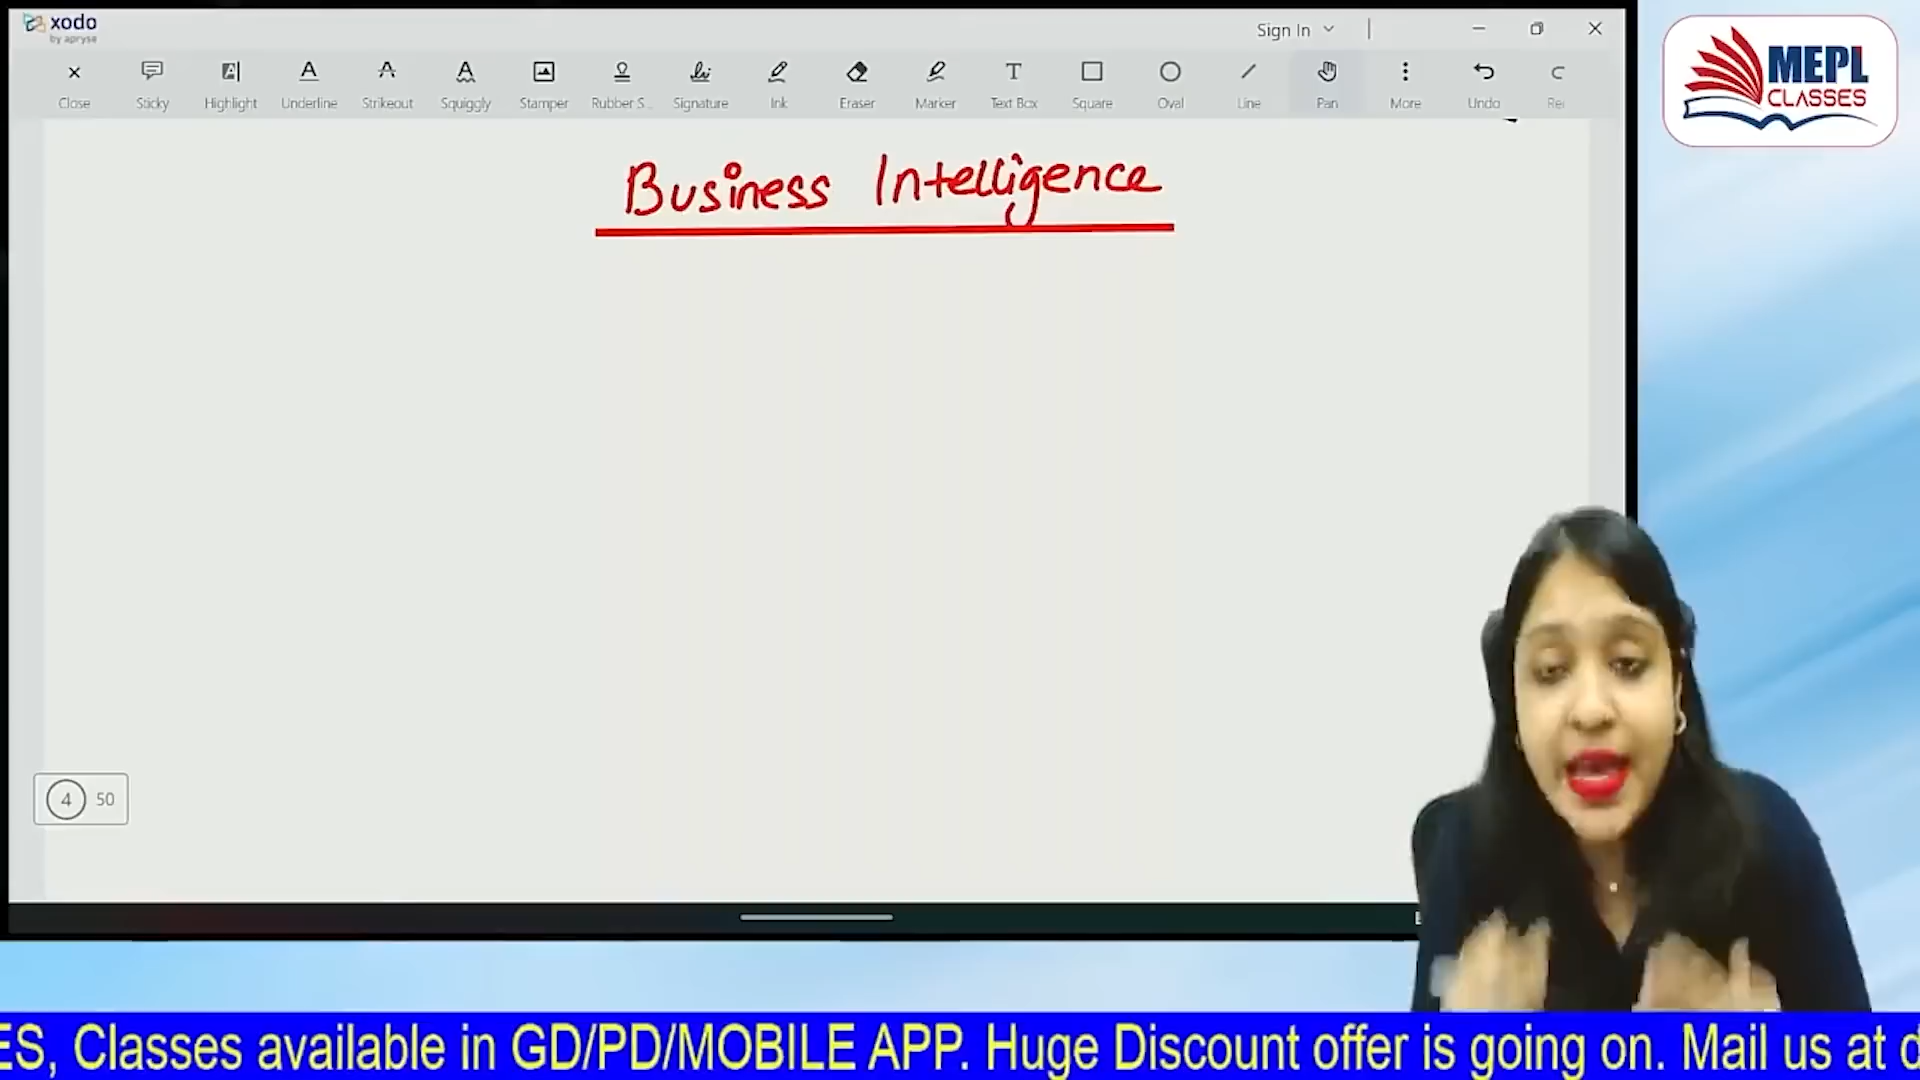 xodo
by apryse
Sign In
Close
Sticky
Highlight
Underline
Strikeout
Squiggly
Stamper
Rubber S...
Signature
Ink
Eraser
Marker
Text Box
Square
Oval
Line
Pan
More
Undo
MEPL
CLASSES
Business Intelligence
4 50
ES, Classes available in GD/PD/MOBILE APP. Huge Discount offer is going on. Mail us at d